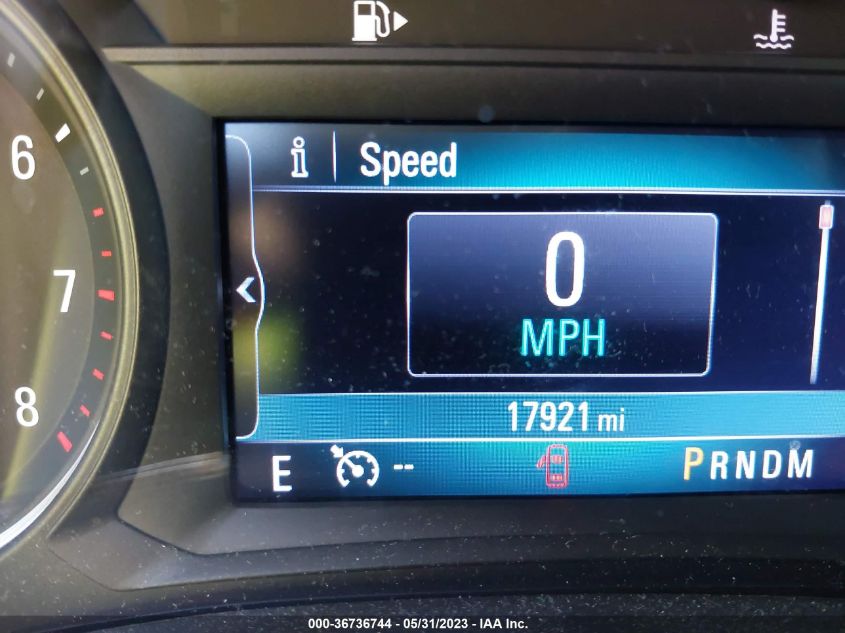 6
7
8
i Speed
0
MPH
17921 mi
E -- PRNDM
000-36736744 - 05/31/2023 - IAA Inc.